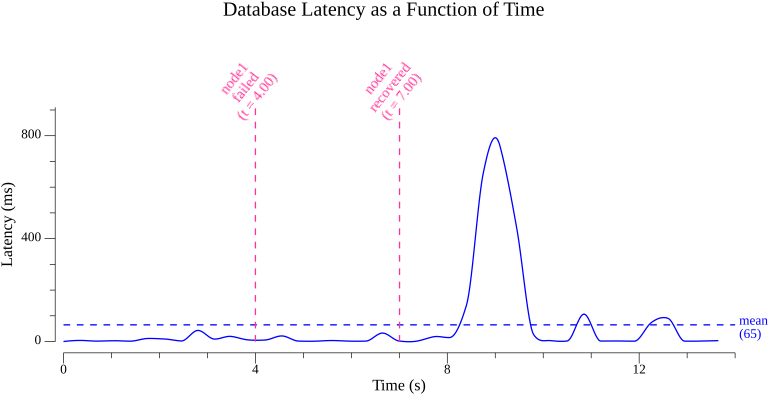 Database Latency as a Function of Time
node1
failed
(t = 4.00)
node1
recovered
(t = 7.00)
800
400
0
Latency (ms)
mean
(65)
0
4
8
12
Time (s)